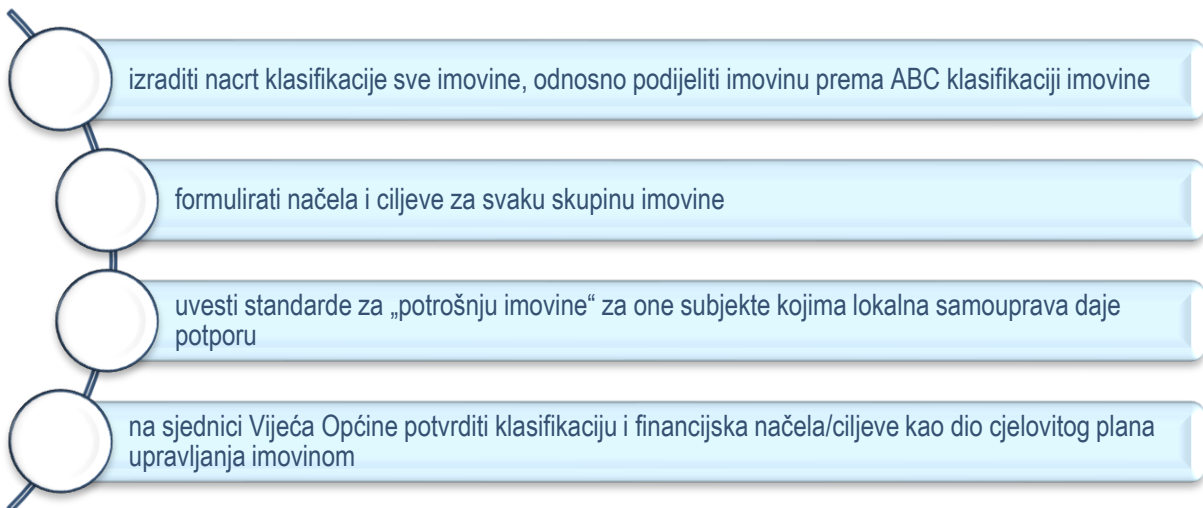 izraditi nacrt klasifikacije sve imovine, odnosno podijeliti imovinu prema ABC klasifikaciji imovine
formulirati načela i ciljeve za svaku skupinu imovine
uvesti standarde za „potrošnju imovine“ za one subjekte kojima lokalna samouprava daje
potporu
na sjednici Vijeća Općine potvrditi klasifikaciju i financijska načela/ciljeve kao dio cjelovitog plana
upravljanja imovinom